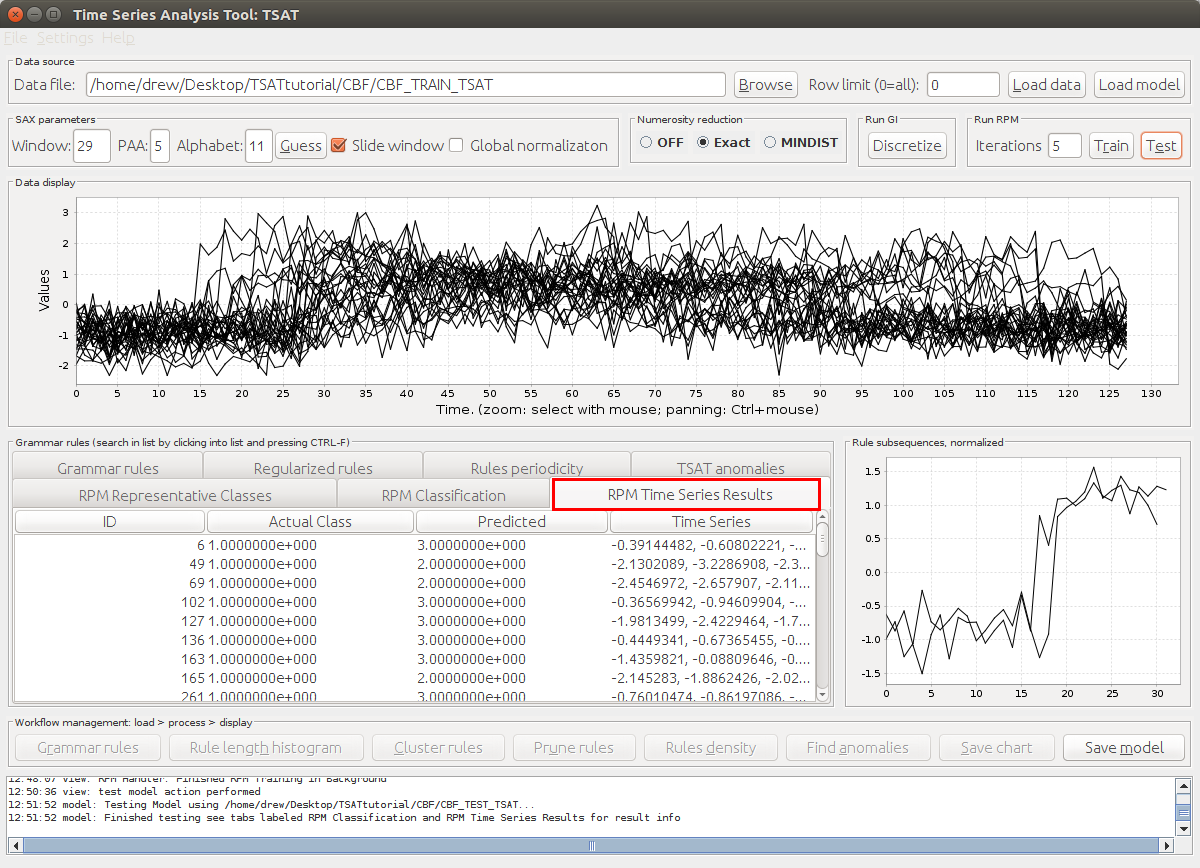 Time Series Analysis Tool: TSAT
File Settings Help
Data source
Data file: /home/drew/Desktop/TSATtutorial/CBF/CBF_TRAIN_TSAT Browse Row limit (0=all): 0 Load data Load model
SAX parameters Numerosity reduction Run GI Run RPM
Window: 29 PAA: 5 Alphabet: 11 Guess Slide window Global normalizaton OFF Exact MINDIST Discretize Iterations 5 Train Test
Data display
Values
3
2
1
0
-1
-2
0 5 10 15 20 25 30 35 40 45 50 55 60 65 70 75 80 85 90 95 100 105 110 115 120 125 130
Time. (zoom: select with mouse; panning: Ctrl+mouse)
Grammar rules (search in list by clicking into list and pressing CTRL-F)
Grammar rules Regularized rules Rules periodicity TSAT anomalies
RPM Representative Classes RPM Classification RPM Time Series Results
ID Actual Class Predicted Time Series
6 1.0000000e+000 3.0000000e+000 -0.39144482, -0.60802221, -...
49 1.0000000e+000 2.0000000e+000 -2.1302089, -3.2286908, -2.3...
69 1.0000000e+000 2.0000000e+000 -2.4546972, -2.657907, -2.11...
102 1.0000000e+000 3.0000000e+000 -0.36569942, -0.94609904, -...
127 1.0000000e+000 3.0000000e+000 -1.9813499, -2.4229464, -1.7...
136 1.0000000e+000 3.0000000e+000 -0.4449341, -0.67365455, -0....
163 1.0000000e+000 3.0000000e+000 -1.4359821, -0.08809646, -0....
165 1.0000000e+000 2.0000000e+000 -2.145283, -1.8862426, -2.02...
261 1.0000000e+000 3.0000000e+000 -0.76010474, -0.86197086, -...
Rule subsequences, normalized
1.5
1.0
0.5
0.0
-0.5
-1.0
-1.5
0 5 10 15 20 25 30
Workflow management: load > process > display
Grammar rules Rule length histogram Cluster rules Prune rules Rules density Find anomalies Save chart Save model
12:48:07 view: RPM Handler: Finished RPM Training in Background
12:50:36 view: test model action performed
12:51:52 model: Testing Model using /home/drew/Desktop/TSATtutorial/CBF/CBF_TEST_TSAT...
12:51:52 model: Finished testing see tabs labeled RPM Classification and RPM Time Series Results for result info